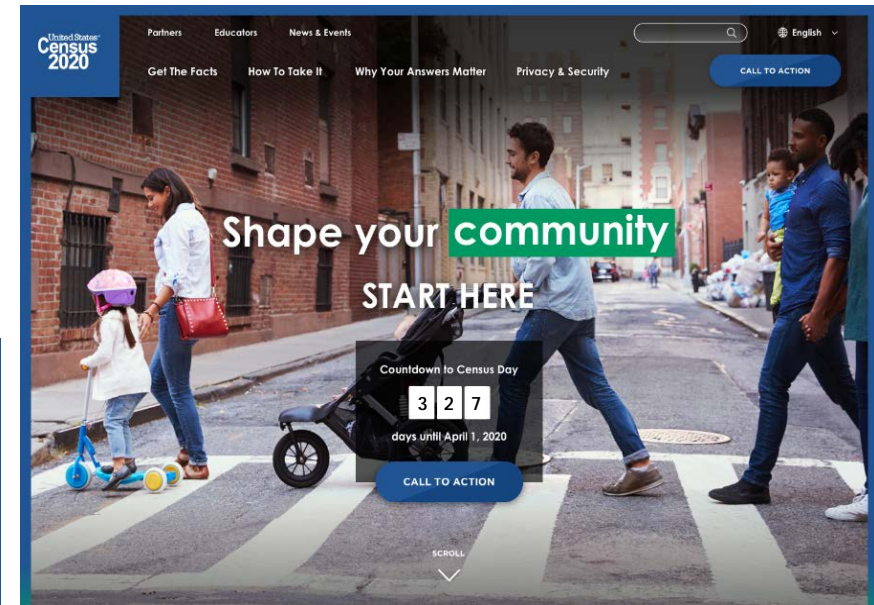 United States®
Census
2020
Partners Educators News & Events
English
Get The Facts How To Take It Why Your Answers Matter Privacy & Security
CALL TO ACTION
Shape your community
START HERE
Countdown to Census Day
3 2 7
days until April 1, 2020
CALL TO ACTION
SCROLL